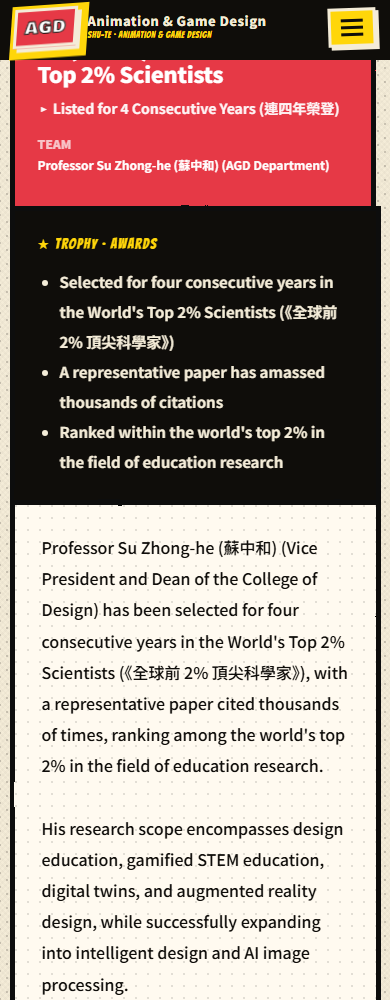 AGD
Animation & Game Design
SHU-TE · ANIMATION & GAME DESIGN
Top 2% Scientists
► Listed for 4 Consecutive Years (連四年榮登)
TEAM
Professor Su Zhong-he (蘇中和) (AGD Department)
★ TROPHY · AWARDS
• Selected for four consecutive years in
the World's Top 2% Scientists (《全球前
2% 頂尖科學家》)
• A representative paper has amassed
thousands of citations
• Ranked within the world's top 2% in
the field of education research
Professor Su Zhong-he (蘇中和) (Vice
President and Dean of the College of
Design) has been selected for four
consecutive years in the World's Top 2%
Scientists (《全球前 2% 頂尖科學家》), with
a representative paper cited thousands
of times, ranking among the world's top
2% in the field of education research.
His research scope encompasses design
education, gamified STEM education,
digital twins, and augmented reality
design, while successfully expanding
into intelligent design and AI image
processing.